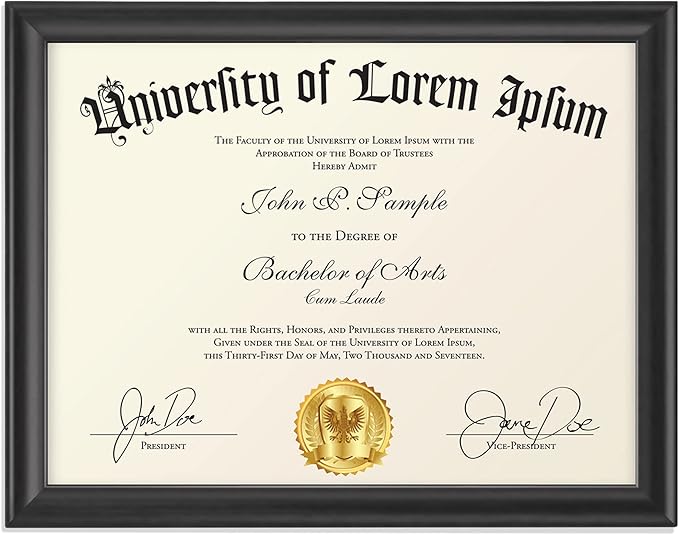 University of Lorem Ipsum
The Faculty of the University of Lorem Ipsum with the
Approbation of the Board of Trustees
Hereby Admit
John P. Sample
to the Degree of
Bachelor of Arts
Cum Laude
with all the Rights, Honors, and Privileges thereto Appertaining,
Given under the Seal of the University of Lorem Ipsum,
this Thirty-First Day of May, Two Thousand and Seventeen.
John Doe
Jane Doe
President
Vice-President